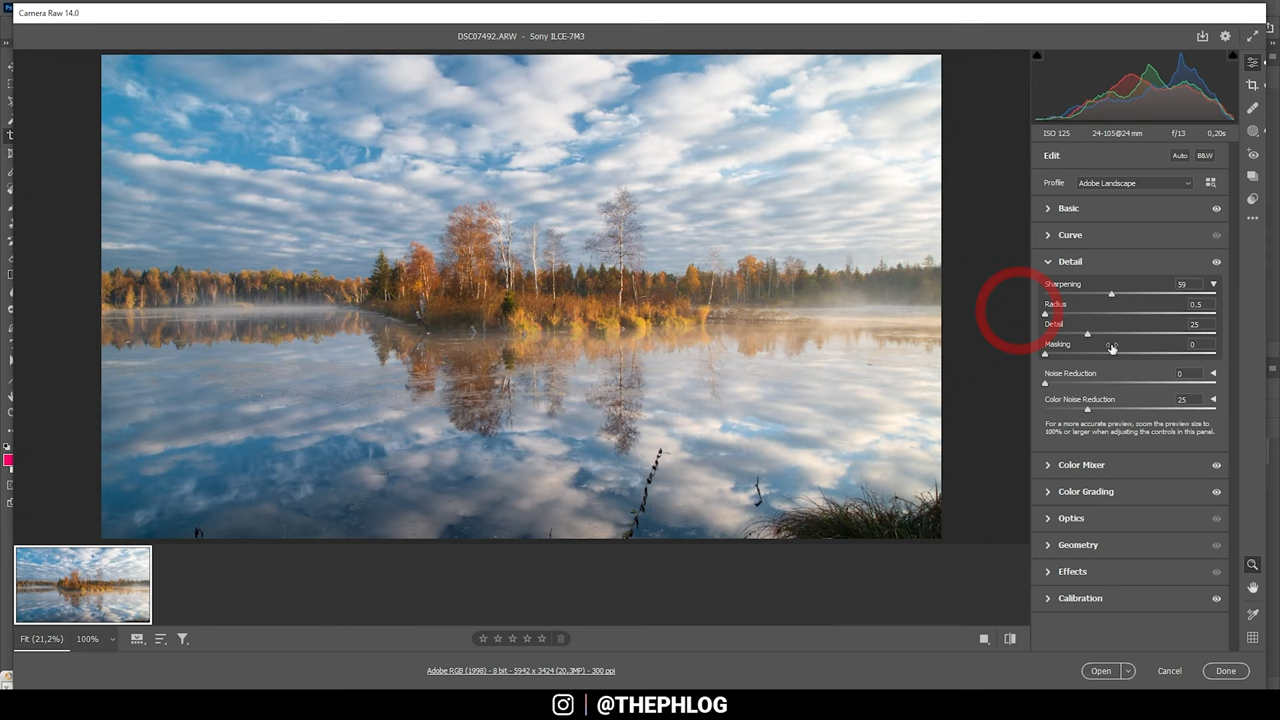 Camera Raw 14.0
DSC07492.ARW - Sony ILCE-7M3
ISO 125 24-105@24 mm f/13 0,20s
Edit Auto B&W
Profile Adobe Landscape
Basic
Curve
Detail
Sharpening 59
Radius 0.5
Detail 25
Masking 0
Noise Reduction 0
Color Noise Reduction 25
For a more accurate preview, zoom the preview size to
100% or larger when adjusting the controls in this panel.
Color Mixer
Color Grading
Optics
Geometry
Effects
Calibration
Fit (21,2%) 100%
Adobe RGB (1998) - 8 bit - 5942 x 3424 (20,3MP) - 300 ppi
Open Cancel Done
@THEPHLOG